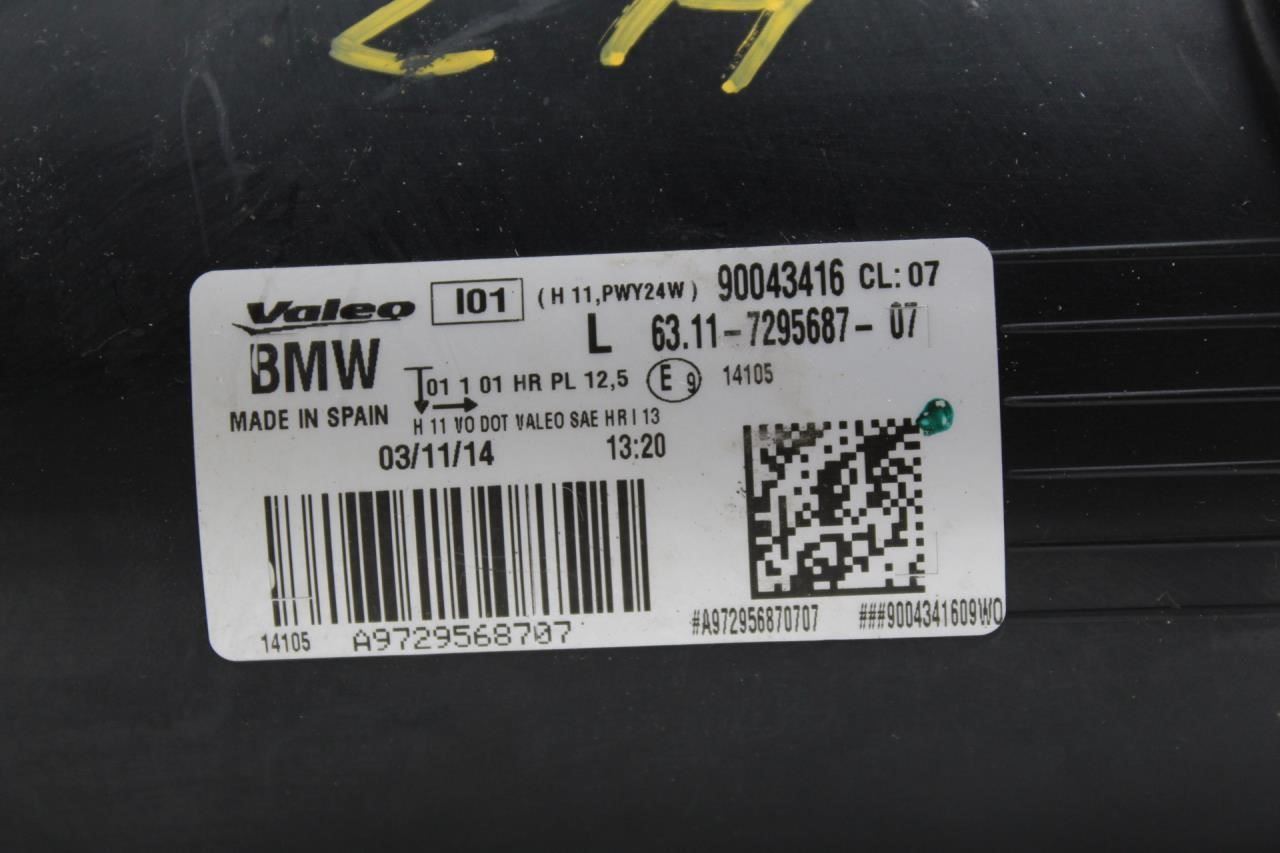 Valeo I01 (H 11,PWY24W) 90043416 CL: 07
L 63.11-7295687-07
BMW
01 1 01 HR PL 12,5 E 9 14105
MADE IN SPAIN
H 11 VO DOT VALEO SAE HR I 13
03/11/14 13:20
#A972956870707 ###9004341609WO
14105 A9729568707